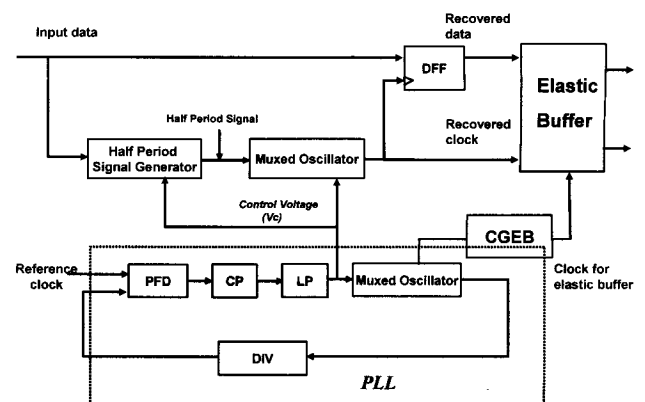 Input data
Recovered
data
DFF
Elastic
Buffer
Half Period Signal
Recovered
clock
Half Period
Signal Generator
Muxed Oscillator
Control Voltage
(Vc)
CGEB
Reference
clock
PFD
CP
LP
Muxed Oscillator
Clock for
elastic buffer
DIV
PLL